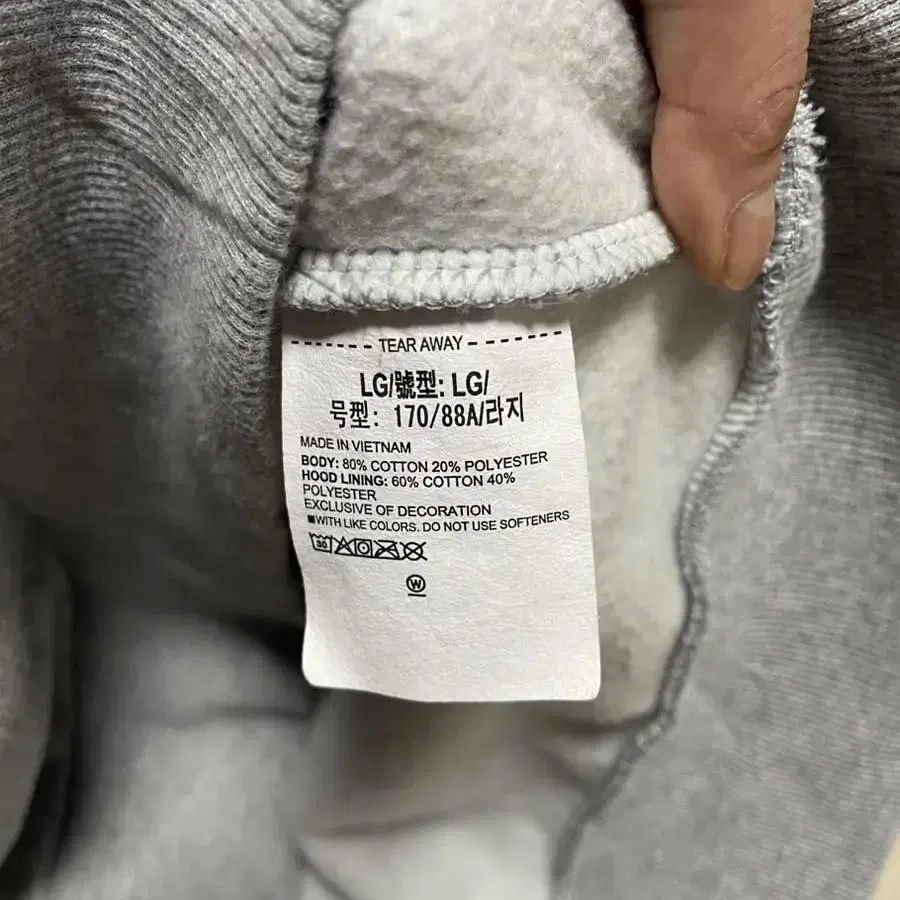 TEAR AWAY
LG/號型: LG/
号型: 170/88A/라지
MADE IN VIETNAM
BODY: 80% COTTON 20% POLYESTER
HOOD LINING: 60% COTTON 40%
POLYESTER
EXCLUSIVE OF DECORATION
■WITH LIKE COLORS. DO NOT USE SOFTENERS
30
W